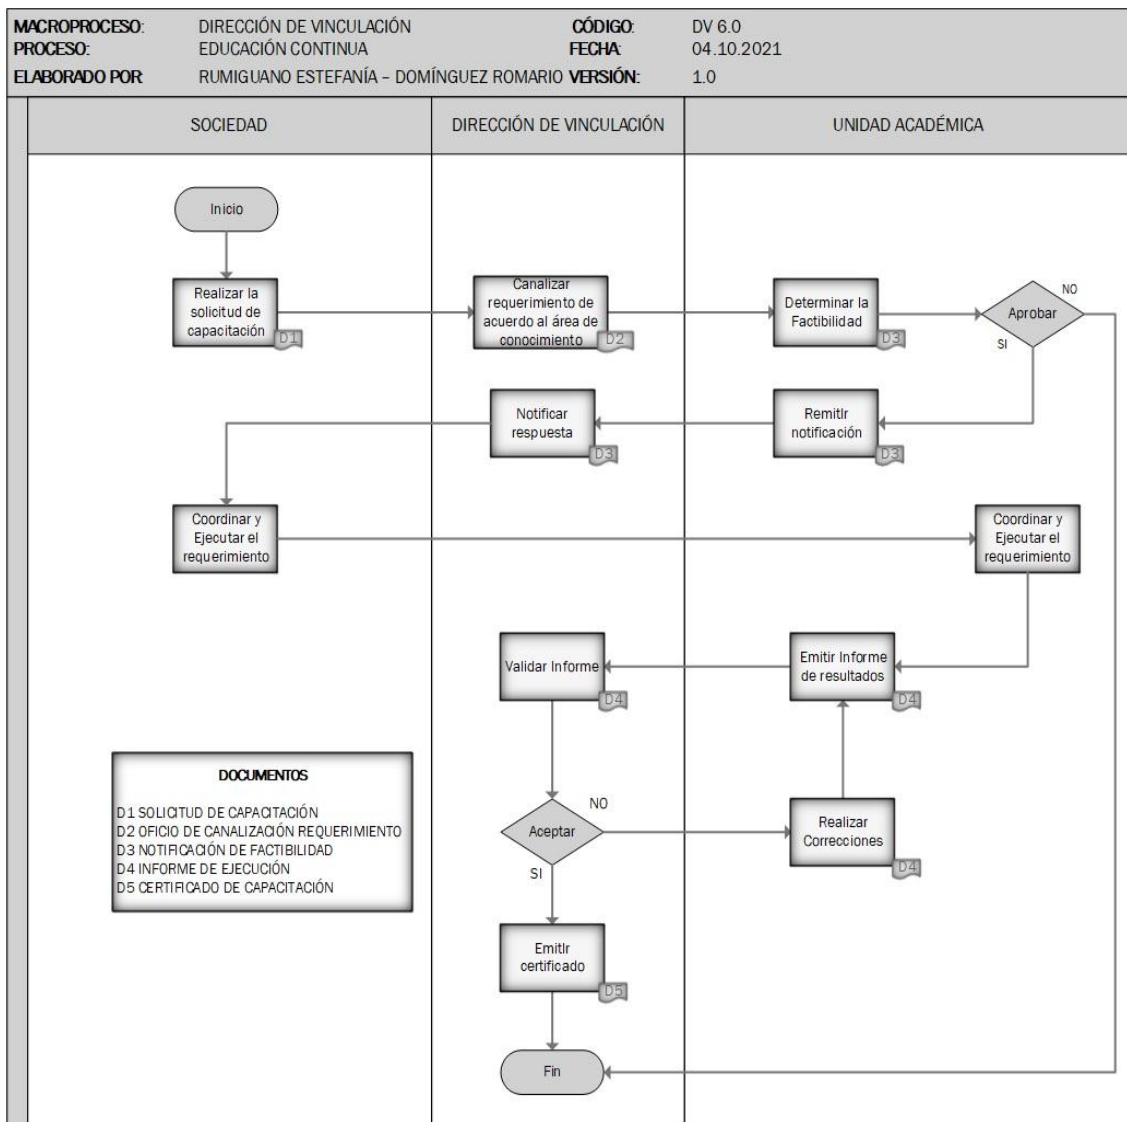 MACROPROCESO: DIRECCIÓN DE VINCULACIÓN CÓDIGO: DV 6.0
PROCESO: EDUCACIÓN CONTINUA FECHA: 04.10.2021
ELABORADO POR: RUMIGUANO ESTEFANÍA – DOMÍNGUEZ ROMARIO VERSIÓN: 1.0
SOCIEDAD DIRECCIÓN DE VINCULACIÓN UNIDAD ACADÉMICA
Inicio
Realizar la
solicitud de
capacitación
D1
Canalizar
requerimiento de
acuerdo al área de
conocimiento
D2
Determinar la
Factibilidad
D3
Aprobar
NO
SI
Remitir
notificación
D3
Notificar
respuesta
D3
Coordinar y
Ejecutar el
requerimiento
Coordinar y
Ejecutar el
requerimiento
Emitir Informe
de resultados
D4
Validar Informe
D4
Aceptar
NO
SI
Realizar
Correcciones
D4
Emitir
certificado
D5
Fin
DOCUMENTOS
D1 SOLICITUD DE CAPACITACIÓN
D2 OFICIO DE CANALIZACIÓN REQUERIMIENTO
D3 NOTIFICACIÓN DE FACTIBILIDAD
D4 INFORME DE EJECUCIÓN
D5 CERTIFICADO DE CAPACITACIÓN